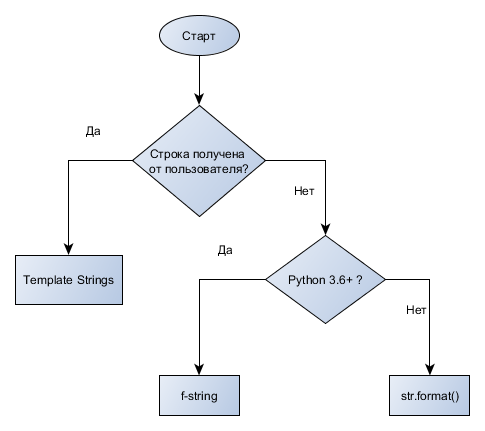 Старт
Да
Строка получена
от пользователя?
Нет
Да
Template Strings
Python 3.6+ ?
Нет
f-string
str.format()